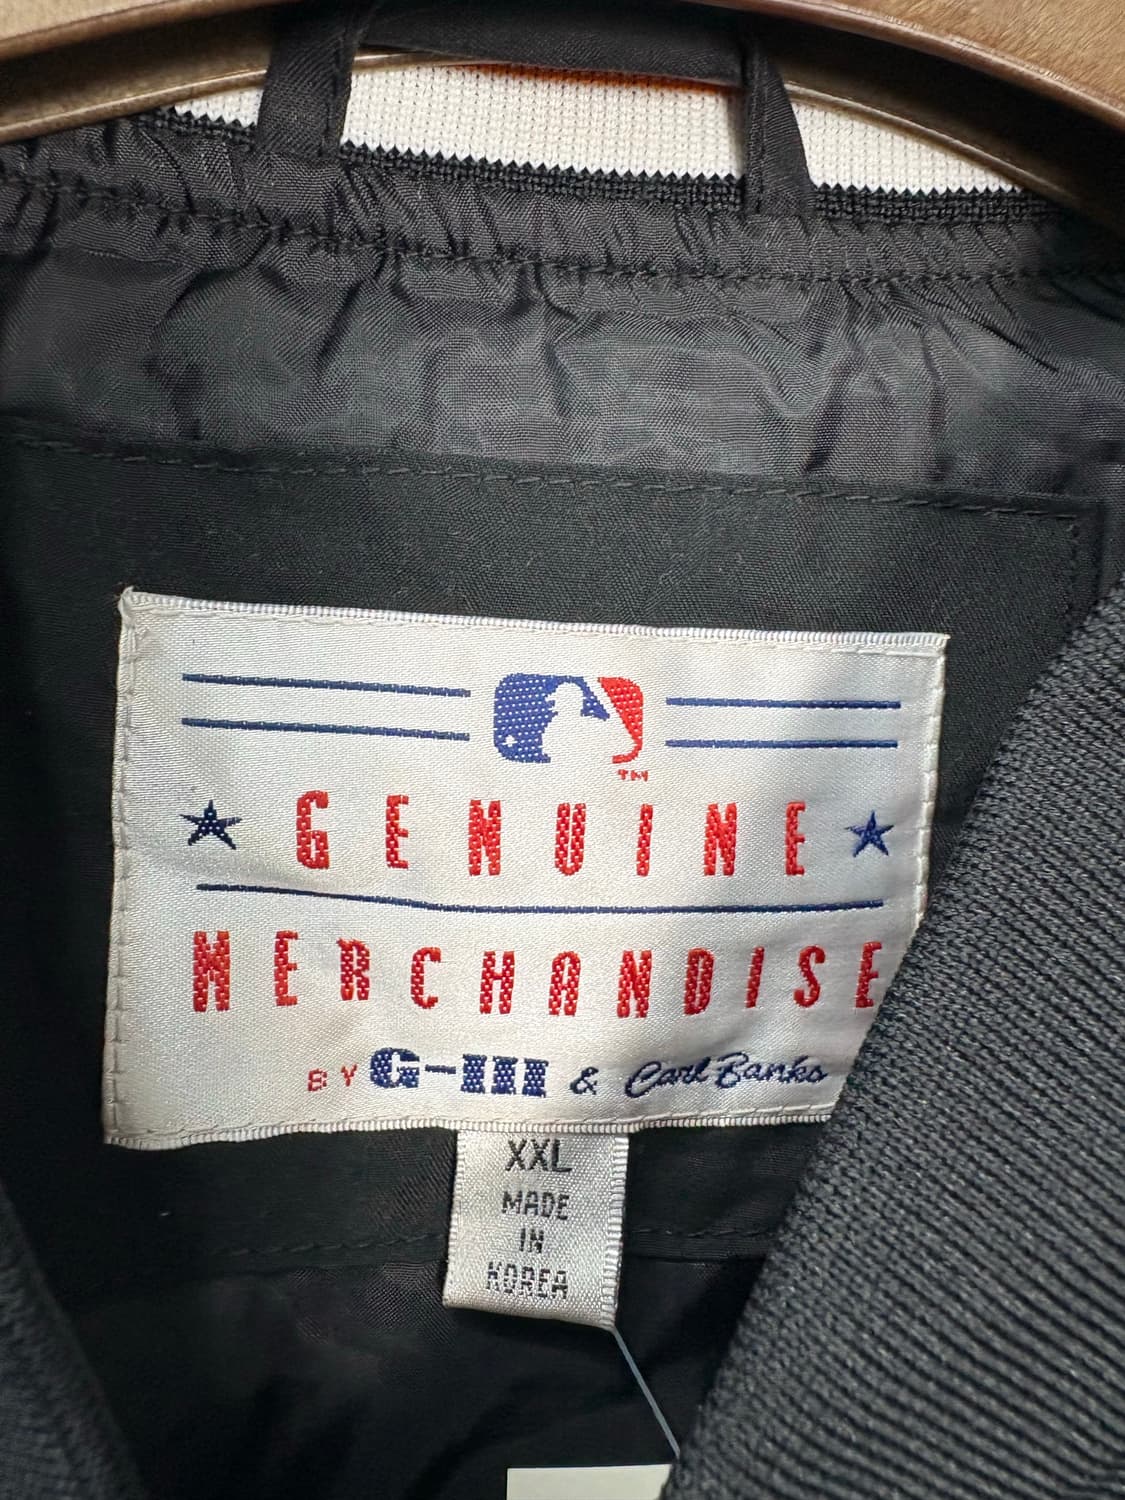 TM
GENUINE
MERCHANDISE
BY G-III & Carl Banks
XXL
MADE
IN
KOREA